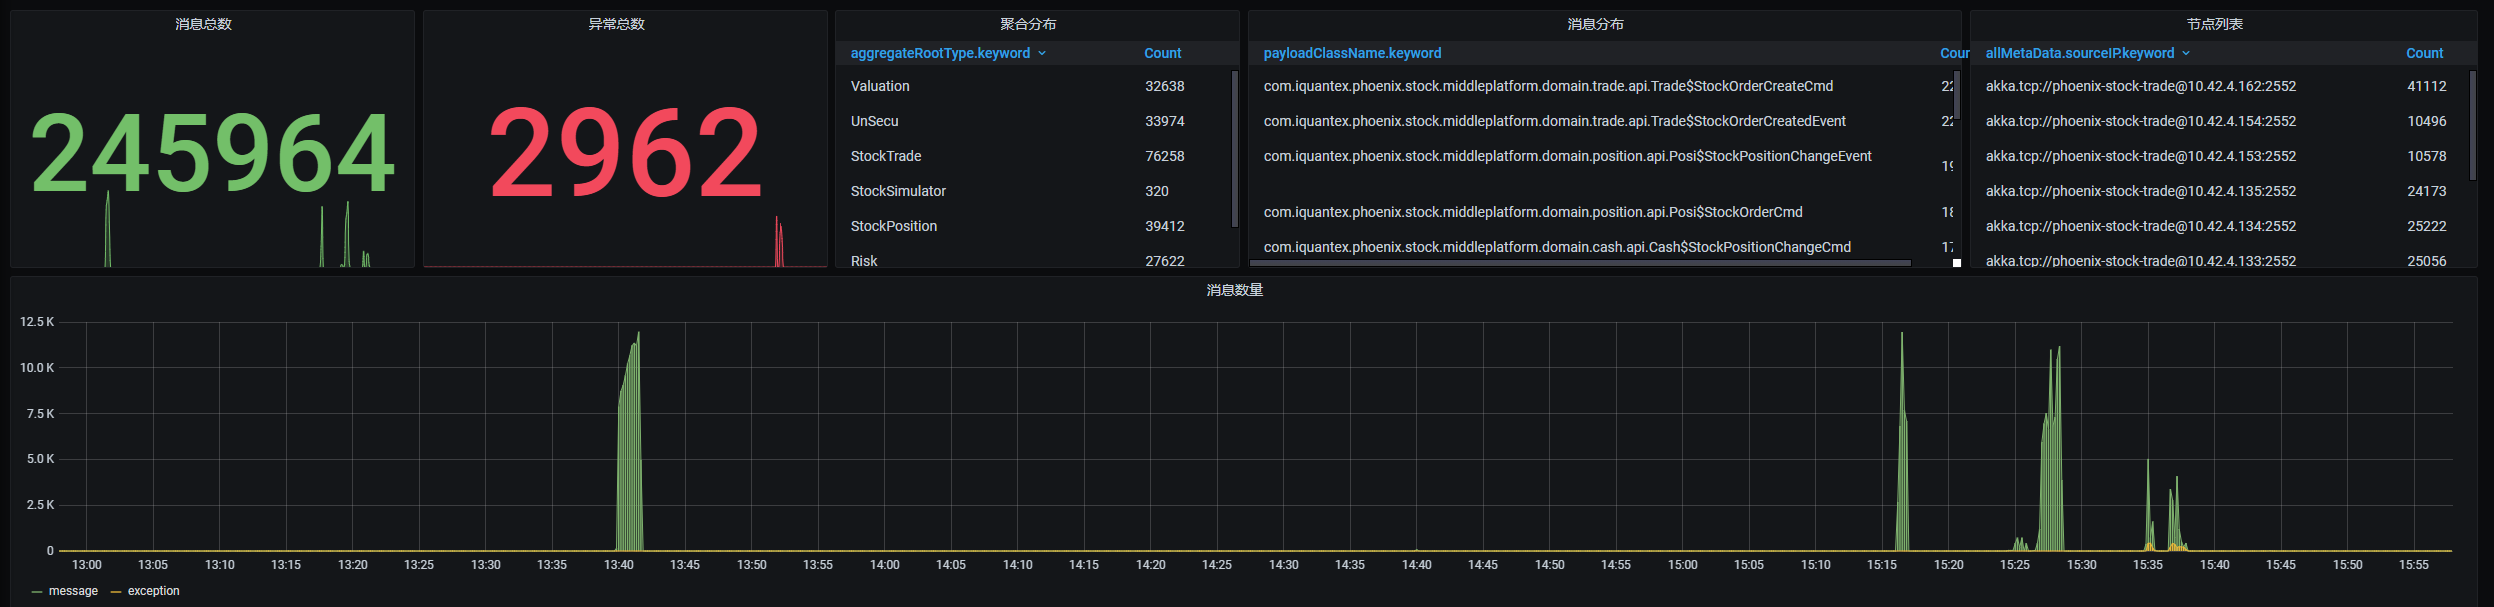 消息总数
245964
异常总数
2962
聚合分布
aggregateRootType.keyword Count
Valuation 32638
UnSecu 33974
StockTrade 76258
StockSimulator 320
StockPosition 39412
Risk 27622
消息分布
payloadClassName.keyword Cour
com.iquantex.phoenix.stock.middleplatform.domain.trade.api.Trade$StockOrderCreateCmd 22
com.iquantex.phoenix.stock.middleplatform.domain.trade.api.Trade$StockOrderCreatedEvent 22
com.iquantex.phoenix.stock.middleplatform.domain.position.api.Posi$StockPositionChangeEvent 19
com.iquantex.phoenix.stock.middleplatform.domain.position.api.Posi$StockOrderCmd 18
com.iquantex.phoenix.stock.middleplatform.domain.cash.api.Cash$StockPositionChangeCmd 17
节点列表
allMetaData.sourceIP.keyword Count
akka.tcp://phoenix-stock-trade@10.42.4.162:2552 41112
akka.tcp://phoenix-stock-trade@10.42.4.154:2552 10496
akka.tcp://phoenix-stock-trade@10.42.4.153:2552 10578
akka.tcp://phoenix-stock-trade@10.42.4.135:2552 24173
akka.tcp://phoenix-stock-trade@10.42.4.134:2552 25222
akka.tcp://phoenix-stock-trade@10.42.4.133:2552 25056
消息数量
12.5 K
10.0 K
7.5 K
5.0 K
2.5 K
0
13:00 13:05 13:10 13:15 13:20 13:25 13:30 13:35 13:40 13:45 13:50 13:55 14:00 14:05 14:10 14:15 14:20 14:25 14:30 14:35 14:40 14:45 14:50 14:55 15:00 15:05 15:10 15:15 15:20 15:25 15:30 15:35 15:40 15:45 15:50 15:55
message exception